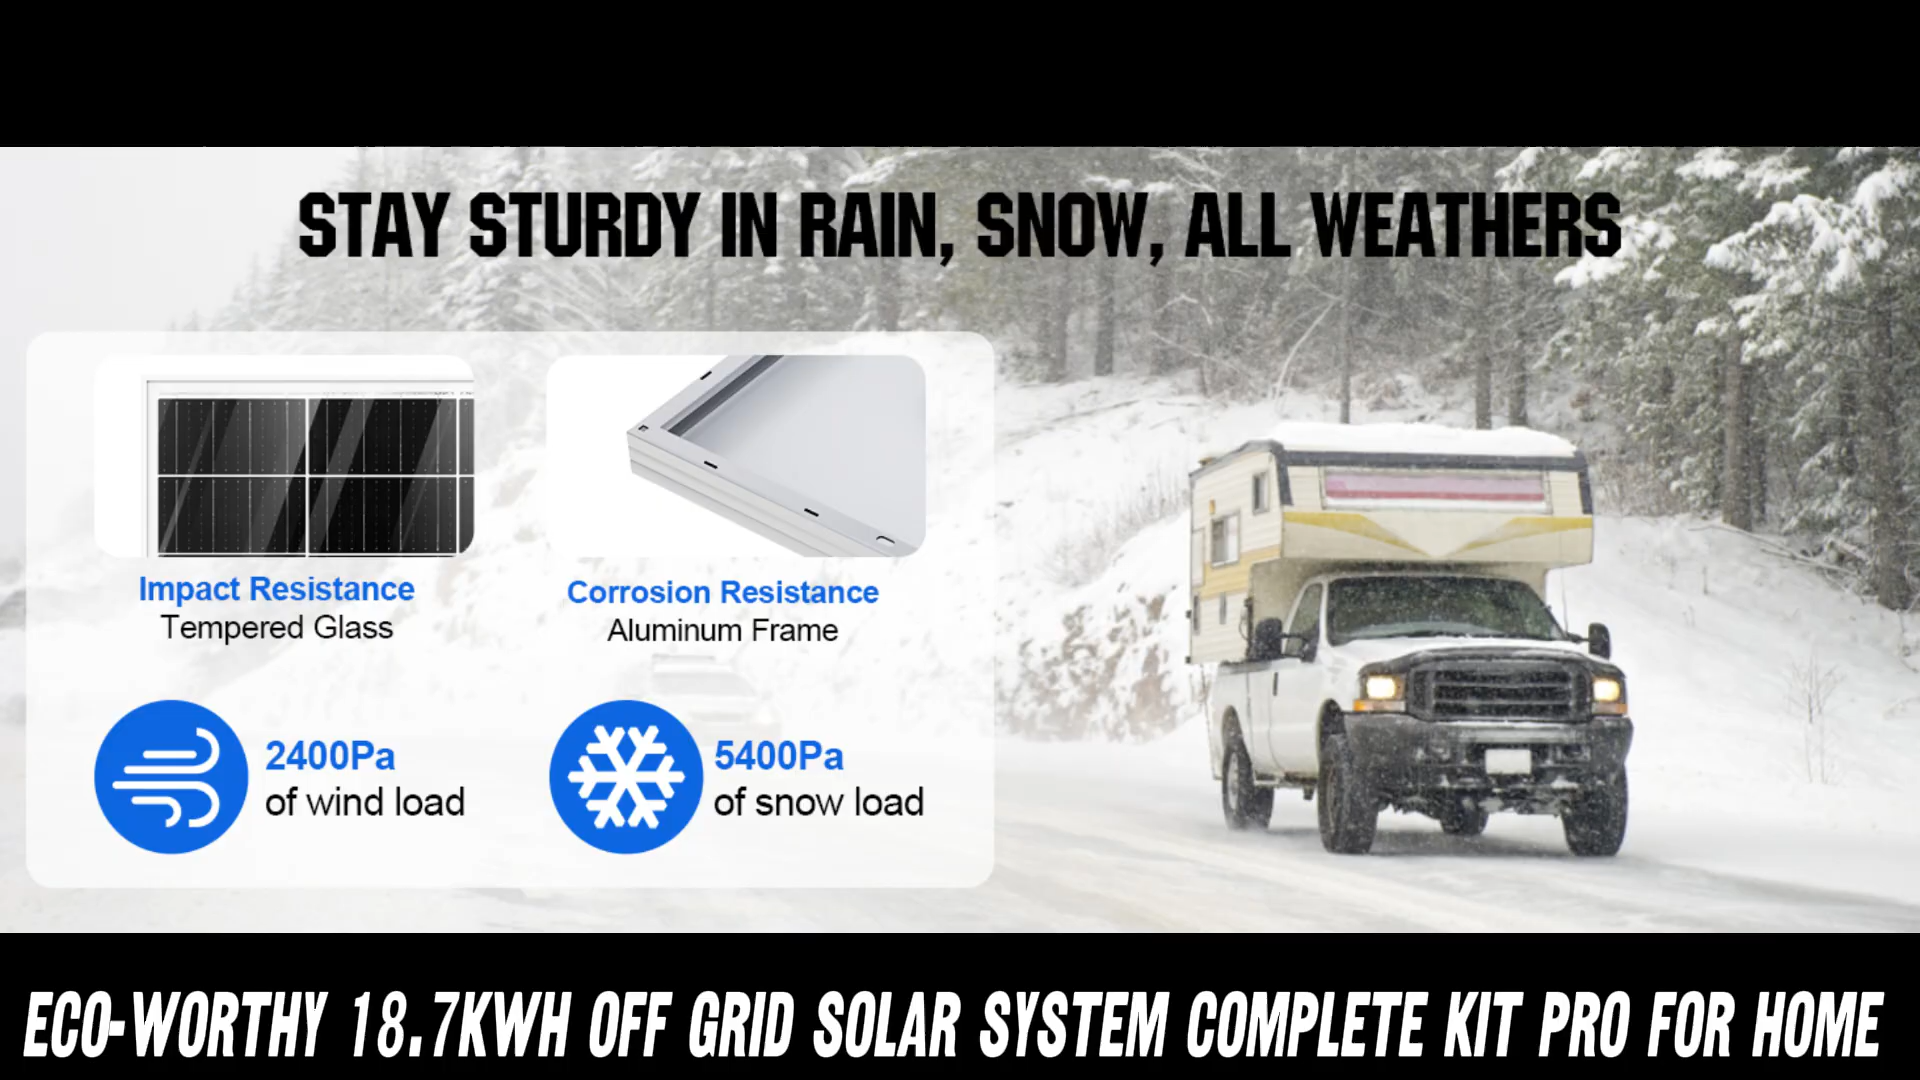 STAY STURDY IN RAIN, SNOW, ALL WEATHERS
Impact Resistance
Tempered Glass
Corrosion Resistance
Aluminum Frame
2400Pa
of wind load
5400Pa
of snow load
ECO-WORTHY 18.7KWH OFF GRID SOLAR SYSTEM COMPLETE KIT PRO FOR HOME